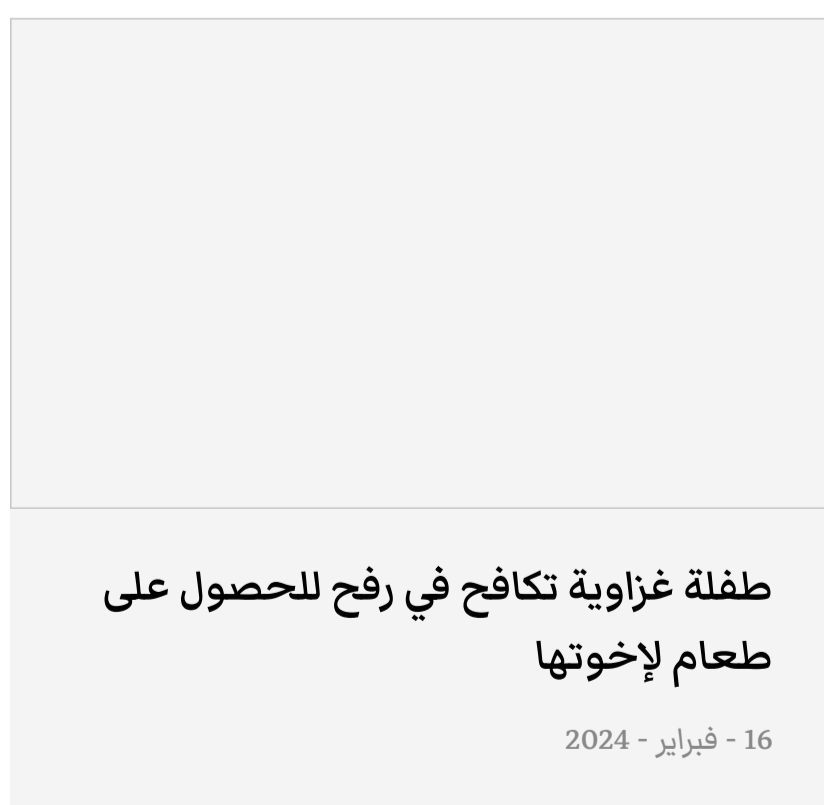 طفلة غزاوية تكافح في رفح للحصول على
طعام لإخوتها
16 - فبراير - 2024